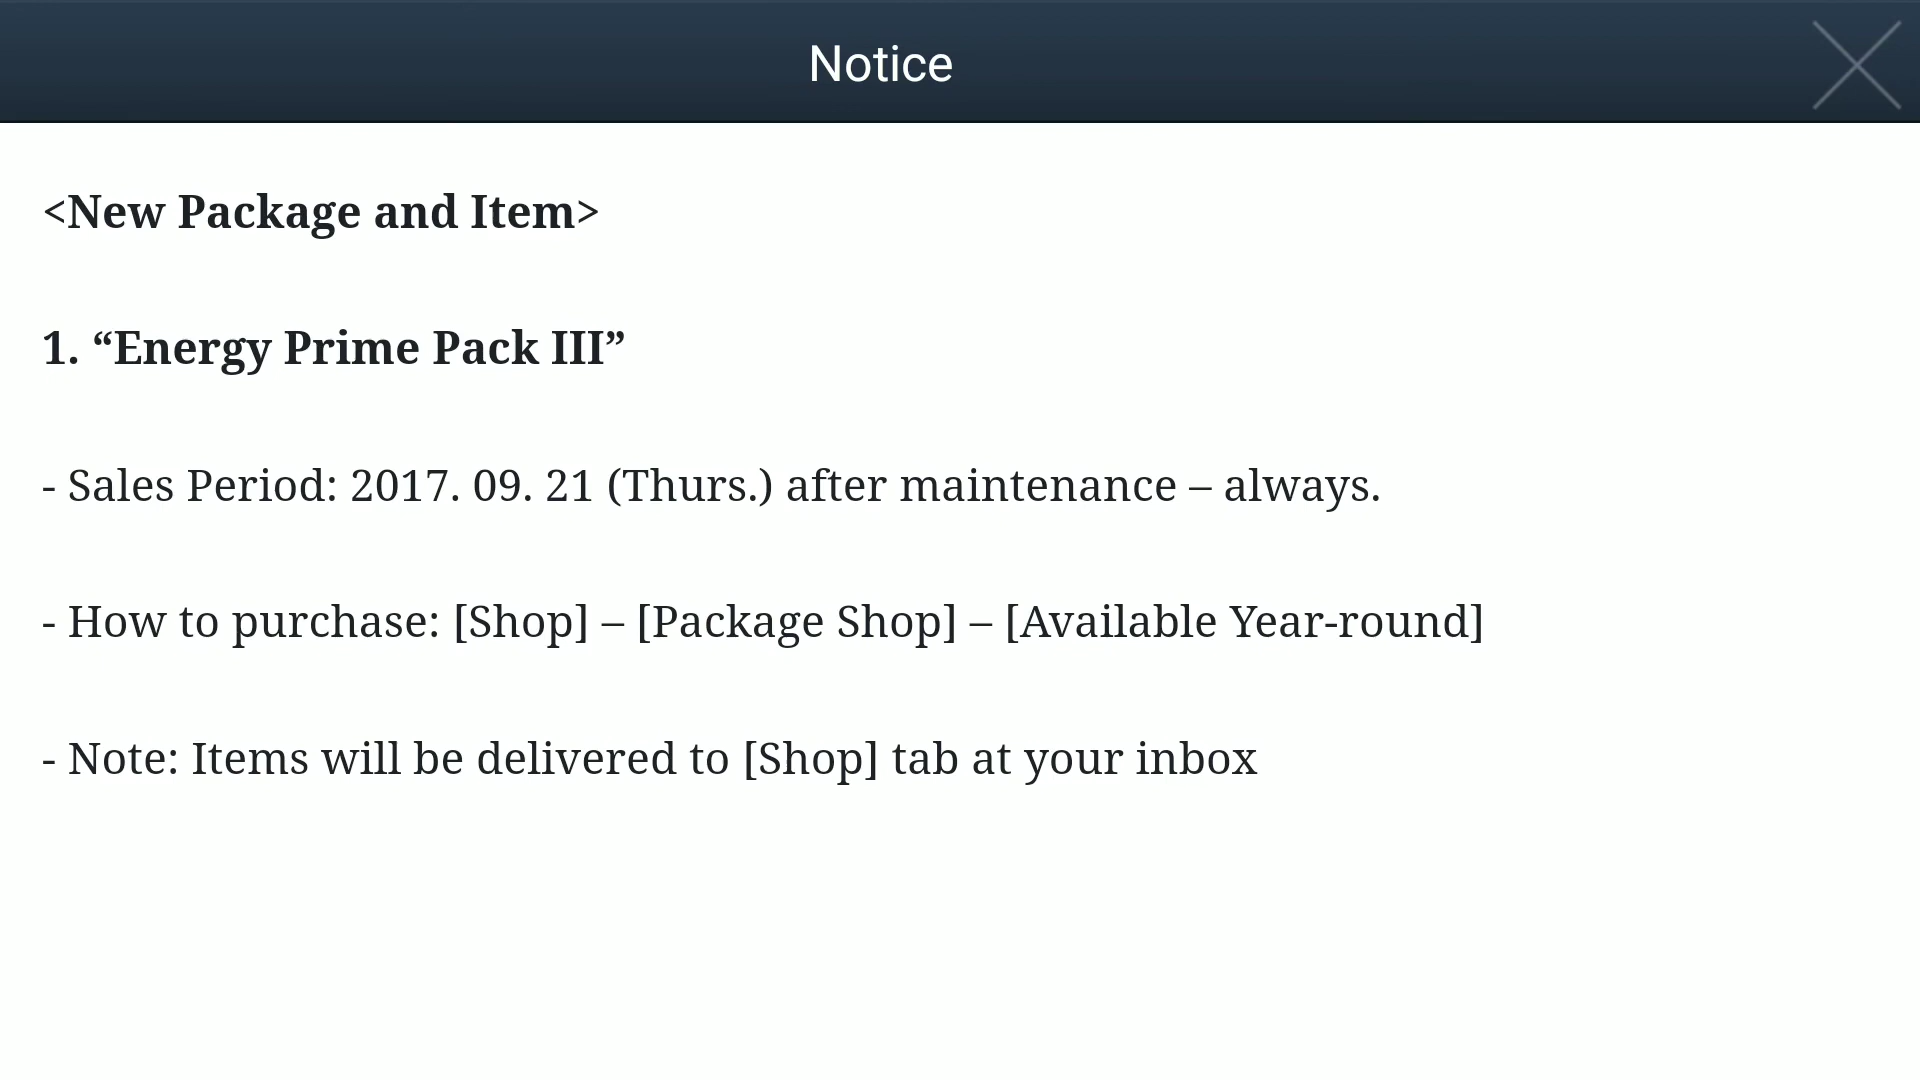 Notice
<New Package and Item>
1. “Energy Prime Pack III”
- Sales Period: 2017. 09. 21 (Thurs.) after maintenance – always.
- How to purchase: [Shop] – [Package Shop] – [Available Year-round]
- Note: Items will be delivered to [Shop] tab at your inbox